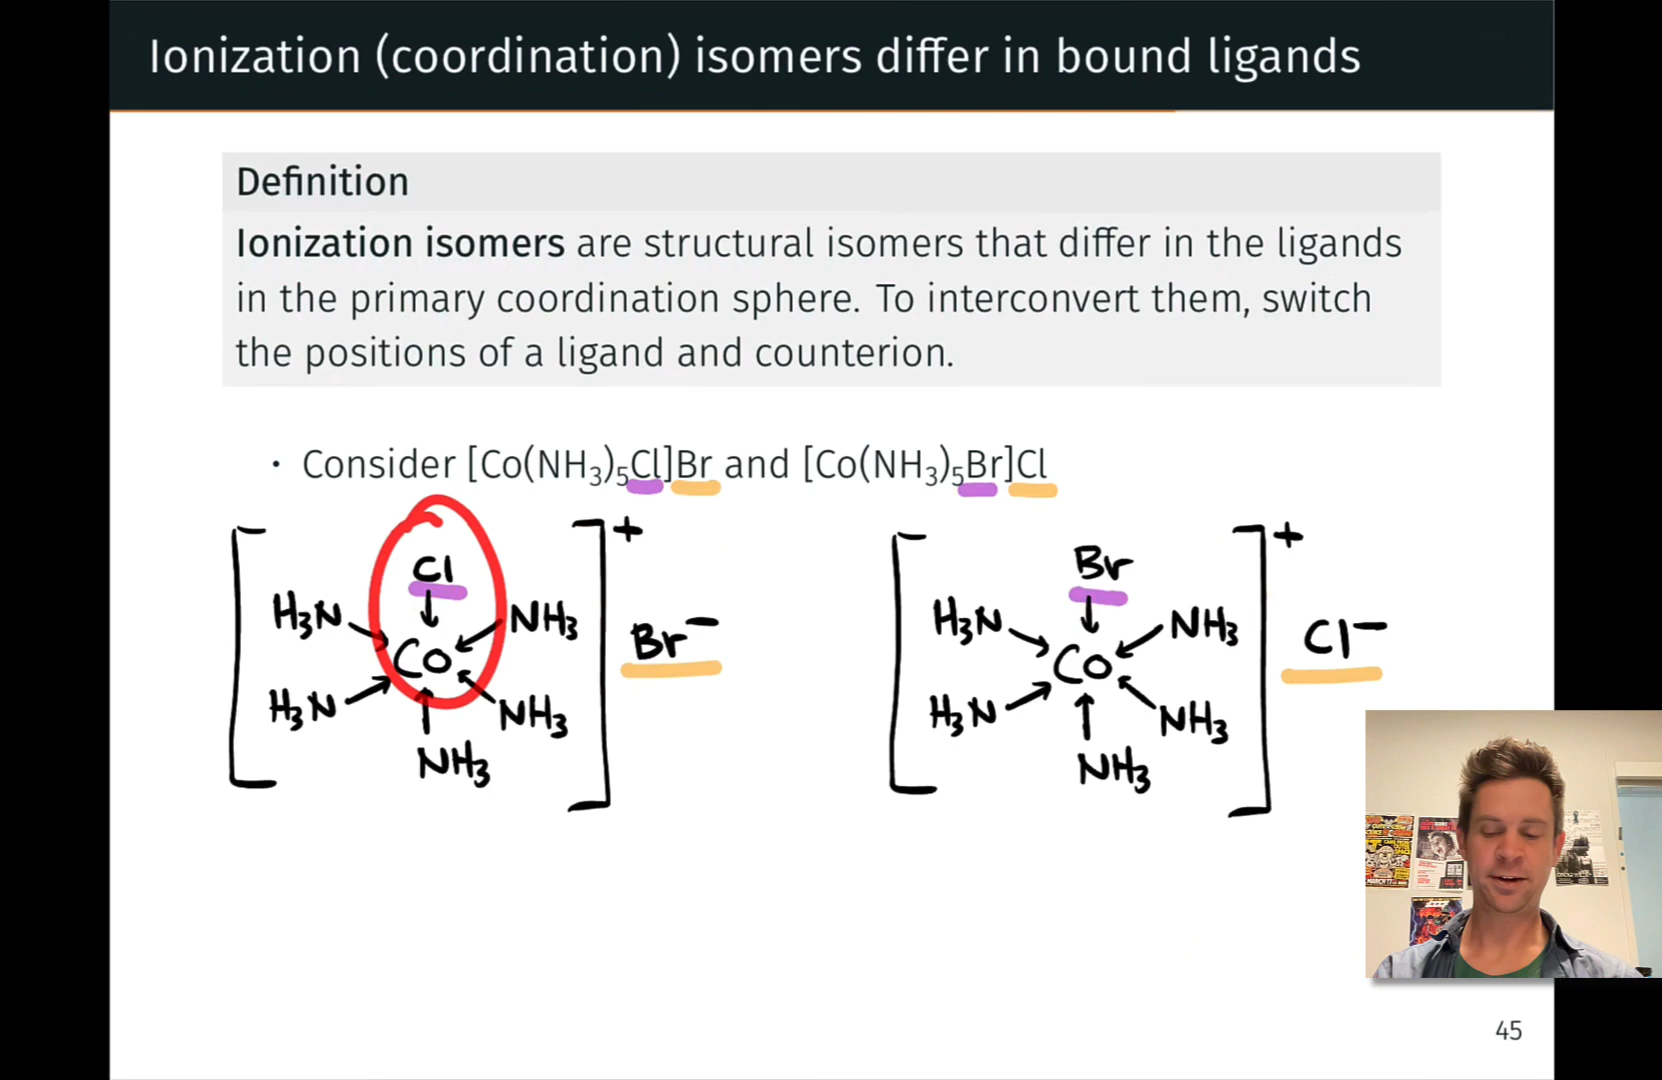 Ionization (coordination) isomers differ in bound ligands
Definition
Ionization isomers are structural isomers that differ in the ligands
in the primary coordination sphere. To interconvert them, switch
the positions of a ligand and counterion.
• Consider [Co(NH₃)₅Cl]Br and [Co(NH₃)₅Br]Cl
Cl
H₃N
NH₃
Co
H₃N
NH₃
NH₃
+
Br⁻
Br
H₃N
NH₃
Co
H₃N
NH₃
NH₃
+
Cl⁻
45